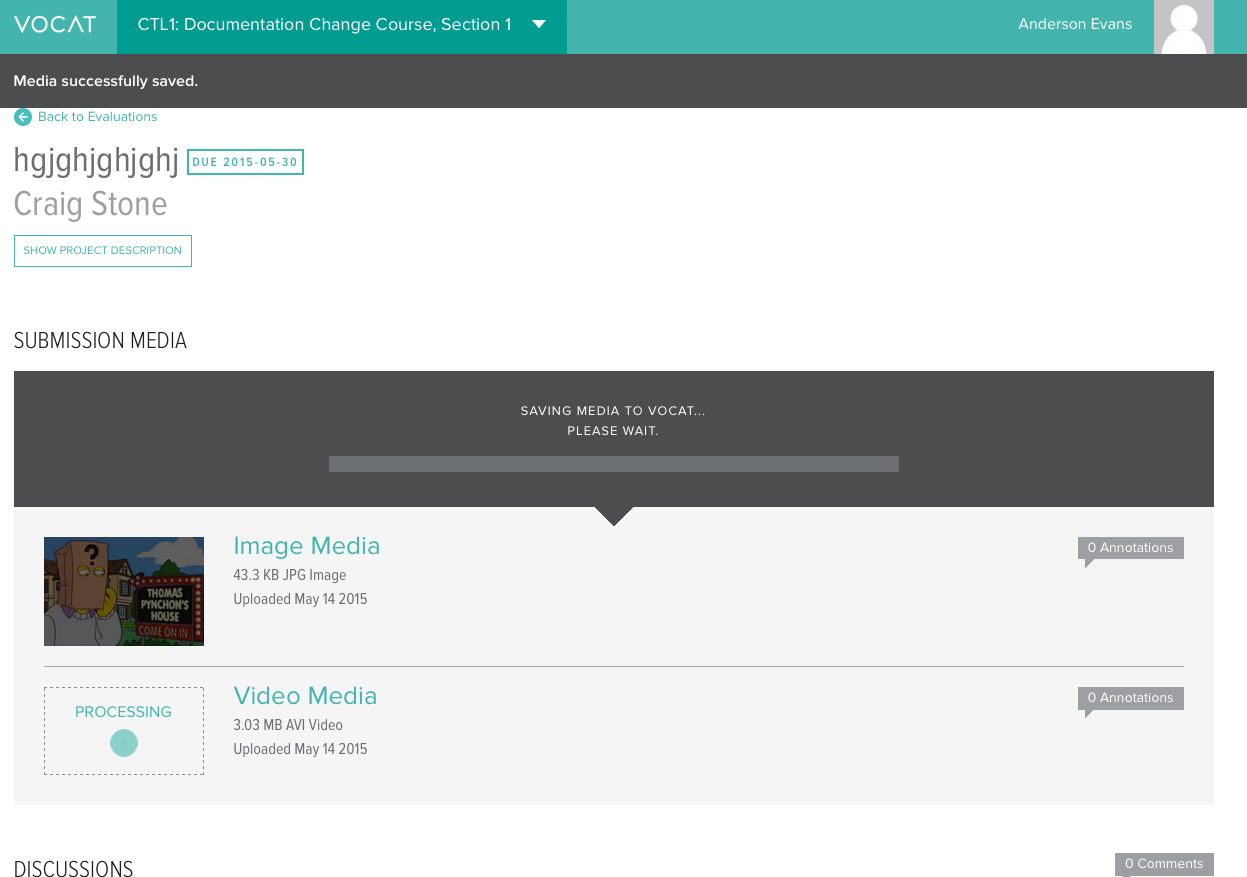 VOCAT
CTL1: Documentation Change Course, Section 1
Anderson Evans
Media successfully saved.
Back to Evaluations
hgjghjghjghj
DUE 2015-05-30
Craig Stone
SHOW PROJECT DESCRIPTION
SUBMISSION MEDIA
SAVING MEDIA TO VOCAT...
PLEASE WAIT.
?
THOMAS
PYNCHON'S
HOUSE
COME ON IN
Image Media
43.3 KB JPG Image
Uploaded May 14 2015
0 Annotations
PROCESSING
Video Media
3.03 MB AVI Video
Uploaded May 14 2015
0 Annotations
DISCUSSIONS
0 Comments